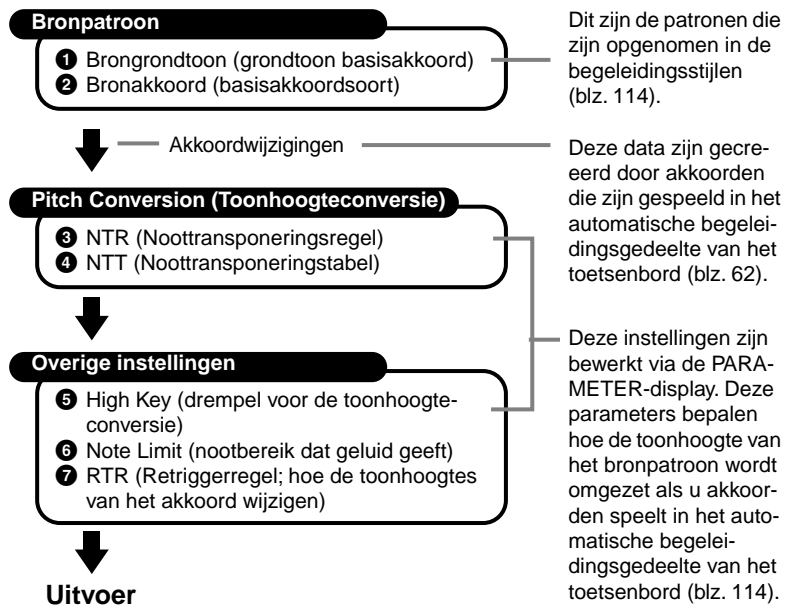 Bronpatroon
❶ Brongrondtoon (grondtoon basisakkoord)
❷ Bronakkoord (basisakkoordsoort)
Dit zijn de patronen die
zijn opgenomen in de
begeleidingsstijlen
(blz. 114).
Akkoordwijzigingen
Deze data zijn gecre-
eerd door akkoorden
die zijn gespeeld in het
automatische begelei-
dingsgedeelte van het
toetsenbord (blz. 62).
Pitch Conversion (Toonhoogteconversie)
❸ NTR (Noottransponeringsregel)
❹ NTT (Noottransponeringstabel)
Overige instellingen
❺ High Key (drempel voor de toonhoogte-
conversie)
❻ Note Limit (nootbereik dat geluid geeft)
❼ RTR (Retriggerregel; hoe de toonhoogtes
van het akkoord wijzigen)
Deze instellingen zijn
bewerkt via de PARA-
METER-display. Deze
parameters bepalen
hoe de toonhoogte van
het bronpatroon wordt
omgezet als u akkoor-
den speelt in het auto-
matische begelei-
dingsgedeelte van het
toetsenbord (blz. 114).
Uitvoer